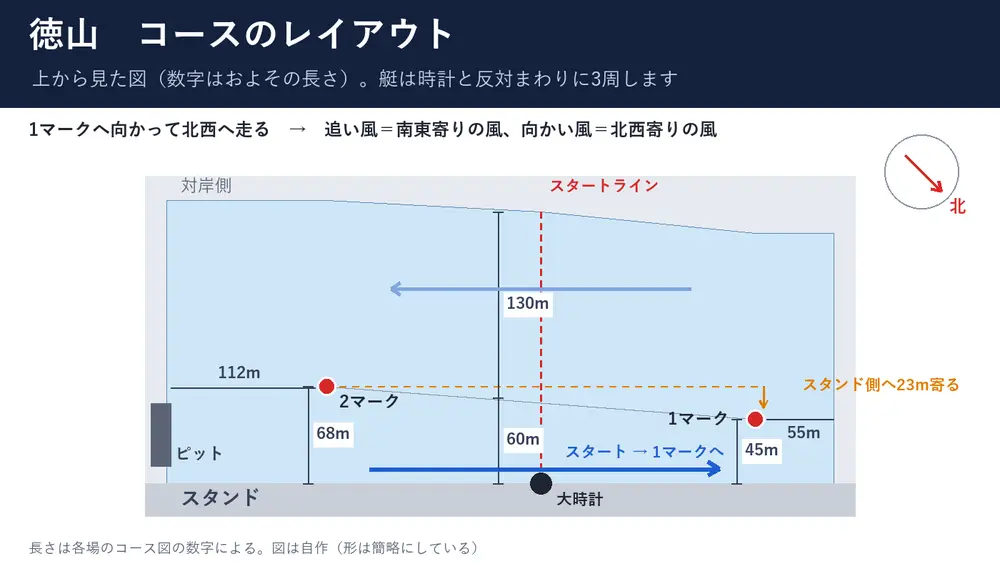 徳山　コースのレイアウト
上から見た図（数字はおよその長さ）。艇は時計と反対まわりに3周します
1マークへ向かって北西へ走る　→　追い風＝南東寄りの風、向かい風＝北西寄りの風
北
対岸側
スタートライン
130m
112m
スタンド側へ23m寄る
2マーク
1マーク
68m
60m
55m
45m
スタート → 1マークへ
ピット
スタンド
大時計
長さは各場のコース図の数字による。図は自作（形は簡略にしている）